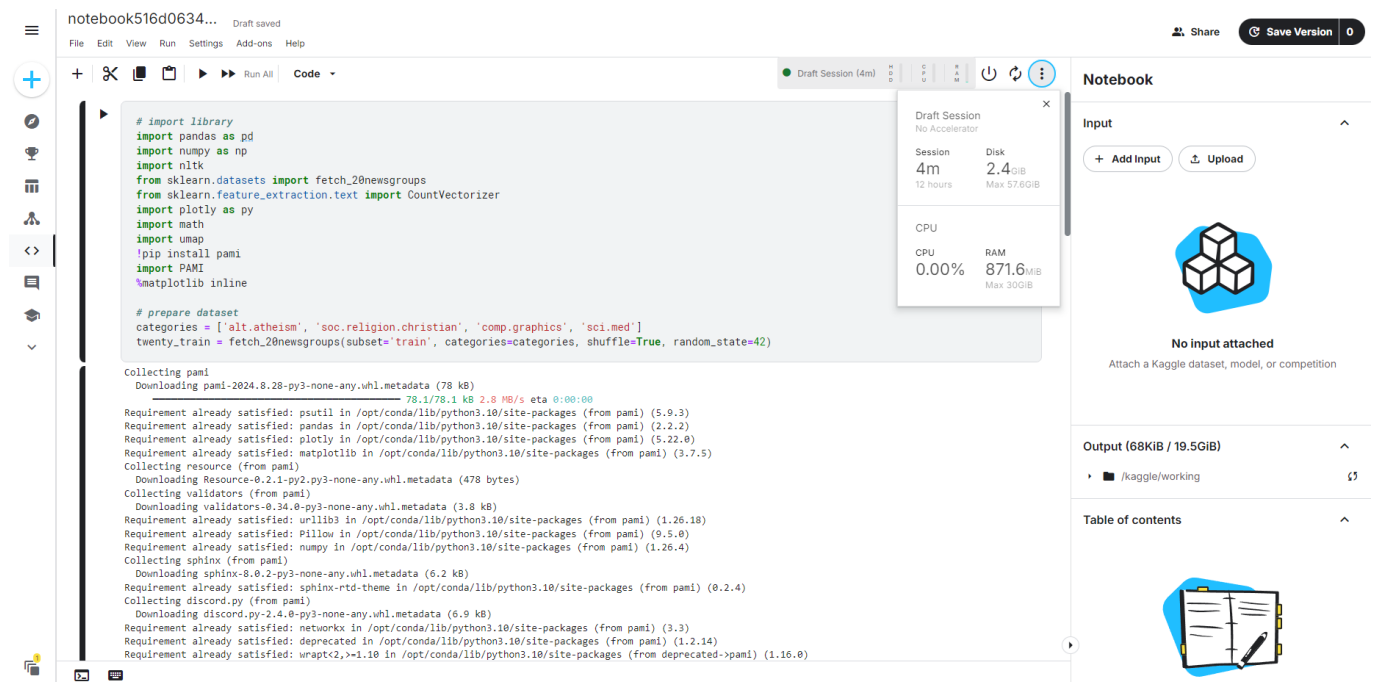 notebook516d0634... Draft saved
File Edit View Run Settings Add-ons Help
Share
Save Version 0
Run All Code
Draft Session (4m) HDD CPU RAM
# import library
import pandas as pd
import numpy as np
import nltk
from sklearn.datasets import fetch_20newsgroups
from sklearn.feature_extraction.text import CountVectorizer
import plotly as py
import math
import umap
!pip install pami
import PAMI
%matplotlib inline
# prepare dataset
categories = ['alt.atheism', 'soc.religion.christian', 'comp.graphics', 'sci.med']
twenty_train = fetch_20newsgroups(subset='train', categories=categories, shuffle=True, random_state=42)
Draft Session
No Accelerator
Session Disk
4m 2.4GiB
12 hours Max 57.6GiB
CPU
CPU RAM
0.00% 871.6MiB
Max 30GiB
Collecting pami
Downloading pami-2024.8.28-py3-none-any.whl.metadata (78 kB)
78.1/78.1 kB 2.8 MB/s eta 0:00:00
Requirement already satisfied: psutil in /opt/conda/lib/python3.10/site-packages (from pami) (5.9.3)
Requirement already satisfied: pandas in /opt/conda/lib/python3.10/site-packages (from pami) (2.2.2)
Requirement already satisfied: plotly in /opt/conda/lib/python3.10/site-packages (from pami) (5.22.0)
Requirement already satisfied: matplotlib in /opt/conda/lib/python3.10/site-packages (from pami) (3.7.5)
Collecting resource (from pami)
Downloading Resource-0.2.1-py2.py3-none-any.whl.metadata (478 bytes)
Collecting validators (from pami)
Downloading validators-0.34.0-py3-none-any.whl.metadata (3.8 kB)
Requirement already satisfied: urllib3 in /opt/conda/lib/python3.10/site-packages (from pami) (1.26.18)
Requirement already satisfied: Pillow in /opt/conda/lib/python3.10/site-packages (from pami) (9.5.0)
Requirement already satisfied: numpy in /opt/conda/lib/python3.10/site-packages (from pami) (1.26.4)
Collecting sphinx (from pami)
Downloading sphinx-8.0.2-py3-none-any.whl.metadata (6.2 kB)
Requirement already satisfied: sphinx-rtd-theme in /opt/conda/lib/python3.10/site-packages (from pami) (0.2.4)
Collecting discord.py (from pami)
Downloading discord.py-2.4.0-py3-none-any.whl.metadata (6.9 kB)
Requirement already satisfied: networkx in /opt/conda/lib/python3.10/site-packages (from pami) (3.3)
Requirement already satisfied: deprecated in /opt/conda/lib/python3.10/site-packages (from pami) (1.2.14)
Requirement already satisfied: wrapt<2,>=1.10 in /opt/conda/lib/python3.10/site-packages (from deprecated->pami) (1.16.0)
Notebook
Input
Add Input Upload
No input attached
Attach a Kaggle dataset, model, or competition
Output (68KiB / 19.5GiB)
/kaggle/working
Table of contents
1